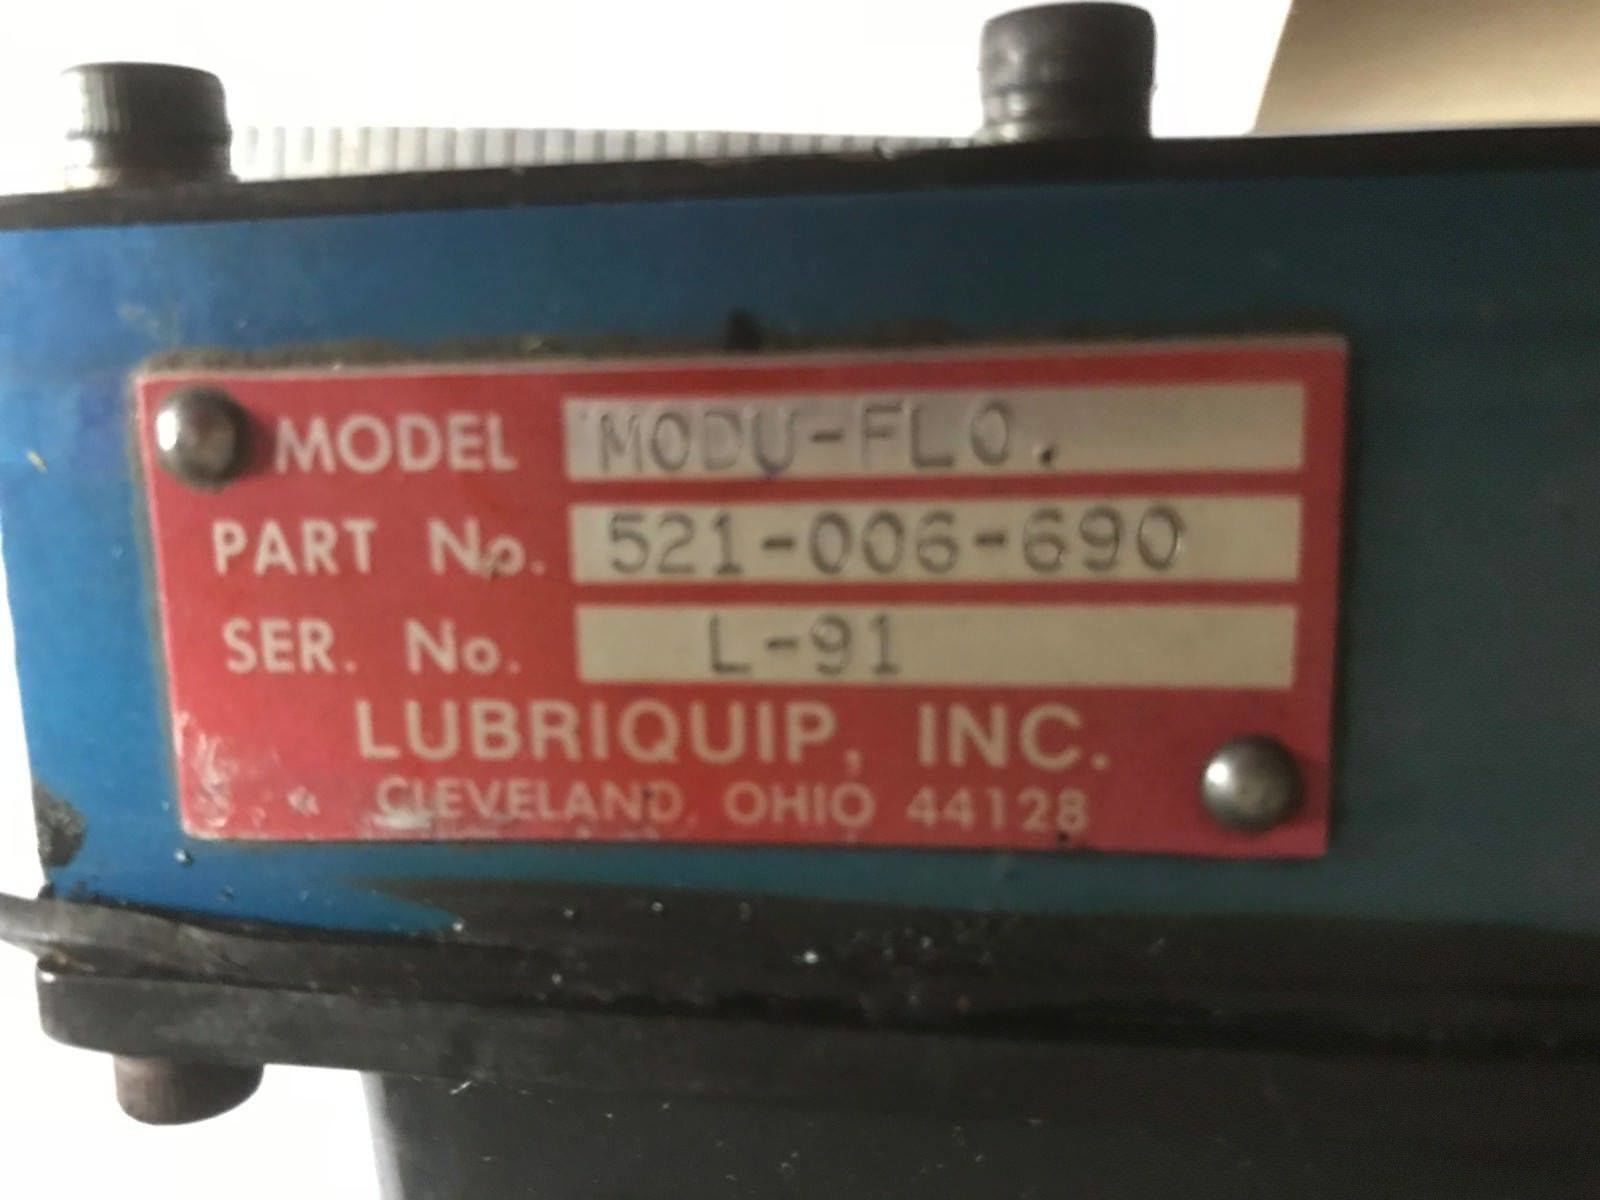 MODEL MODU-FLO.
PART No. 521-006-690
SER. No. L-91
LUBRIQUIP, INC.
CLEVELAND, OHIO 44128